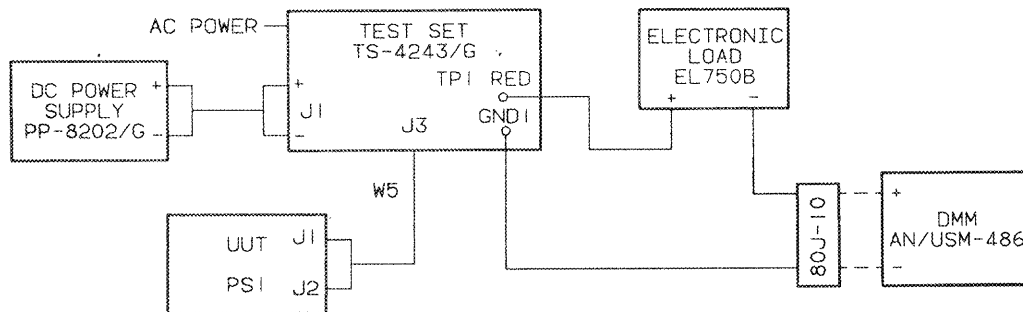 AC POWER
TEST SET
TS-4243/G
TP1 RED
GND1
+
J1
-
J3
DC POWER
SUPPLY
PP-8202/G
+
-
ELECTRONIC
LOAD
EL750B
+ -
W5
UUT J1
PS1 J2
80J-10
+
DMM
AN/USM-486
-